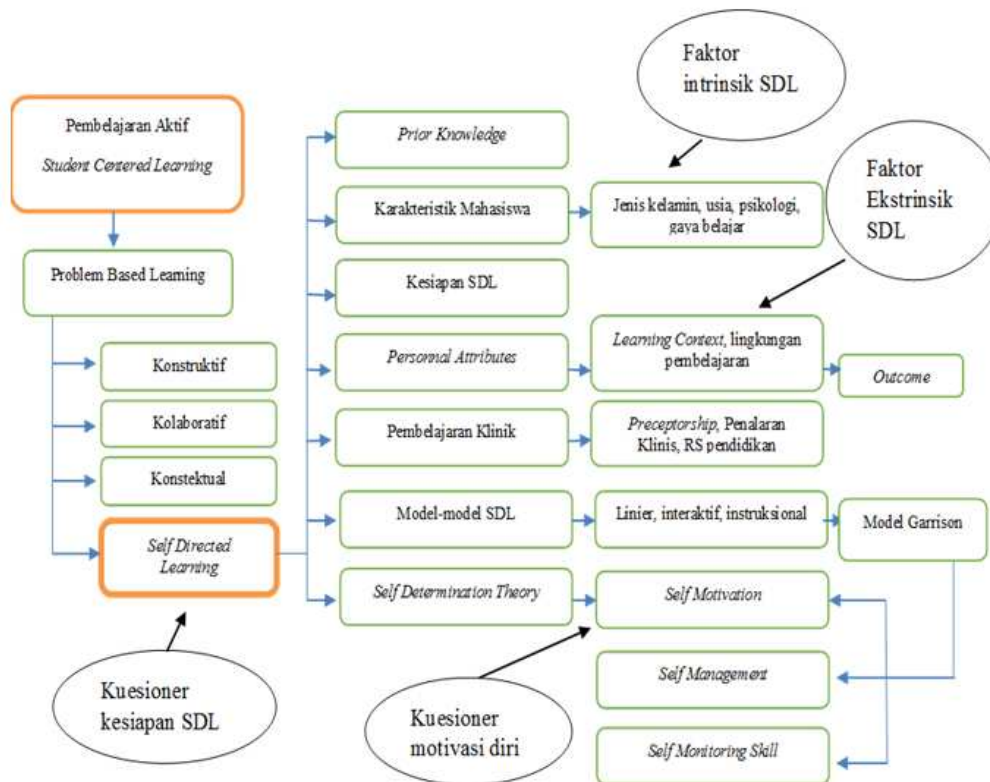 Faktor
intrinsik SDL
Pembelajaran Aktif
Student Centered Learning
Prior Knowledge
Faktor
Ekstrinsik
SDL
Karakteristik Mahasiswa
Jenis kelamin, usia, psikologi,
gaya belajar
Problem Based Learning
Kesiapan SDL
Konstruktif
Personnal Attributes
Learning Context, lingkungan
pembelajaran
Outcome
Kolaboratif
Pembelajaran Klinik
Preceptorship, Penalaran
Klinis, RS pendidikan
Konstektual
Model-model SDL
Linier, interaktif, instruksional
Model Garrison
Self Directed
Learning
Self Determination Theory
Self Motivation
Kuesioner
kesiapan SDL
Kuesioner
motivasi diri
Self Management
Self Monitoring Skill